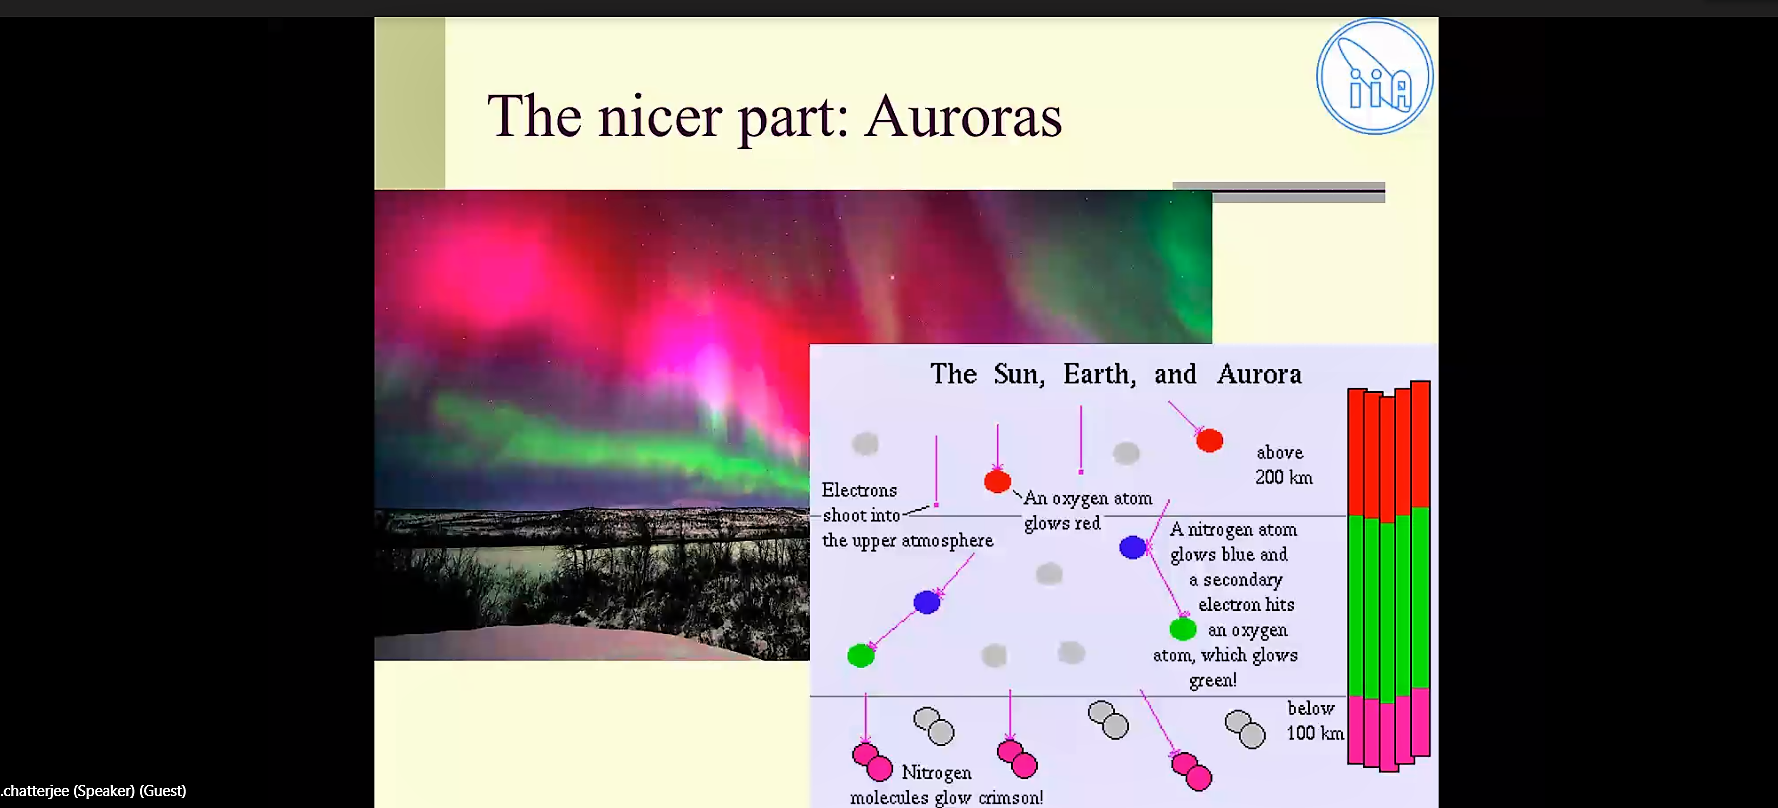 The nicer part: Auroras
iiA
The Sun, Earth, and Aurora
above
200 km
Electrons
shoot into
the upper atmosphere
An oxygen atom
glows red
A nitrogen atom
glows blue and
a secondary
electron hits
an oxygen
atom, which glows
green!
below
100 km
Nitrogen
molecules glow crimson!
.chatterjee (Speaker) (Guest)